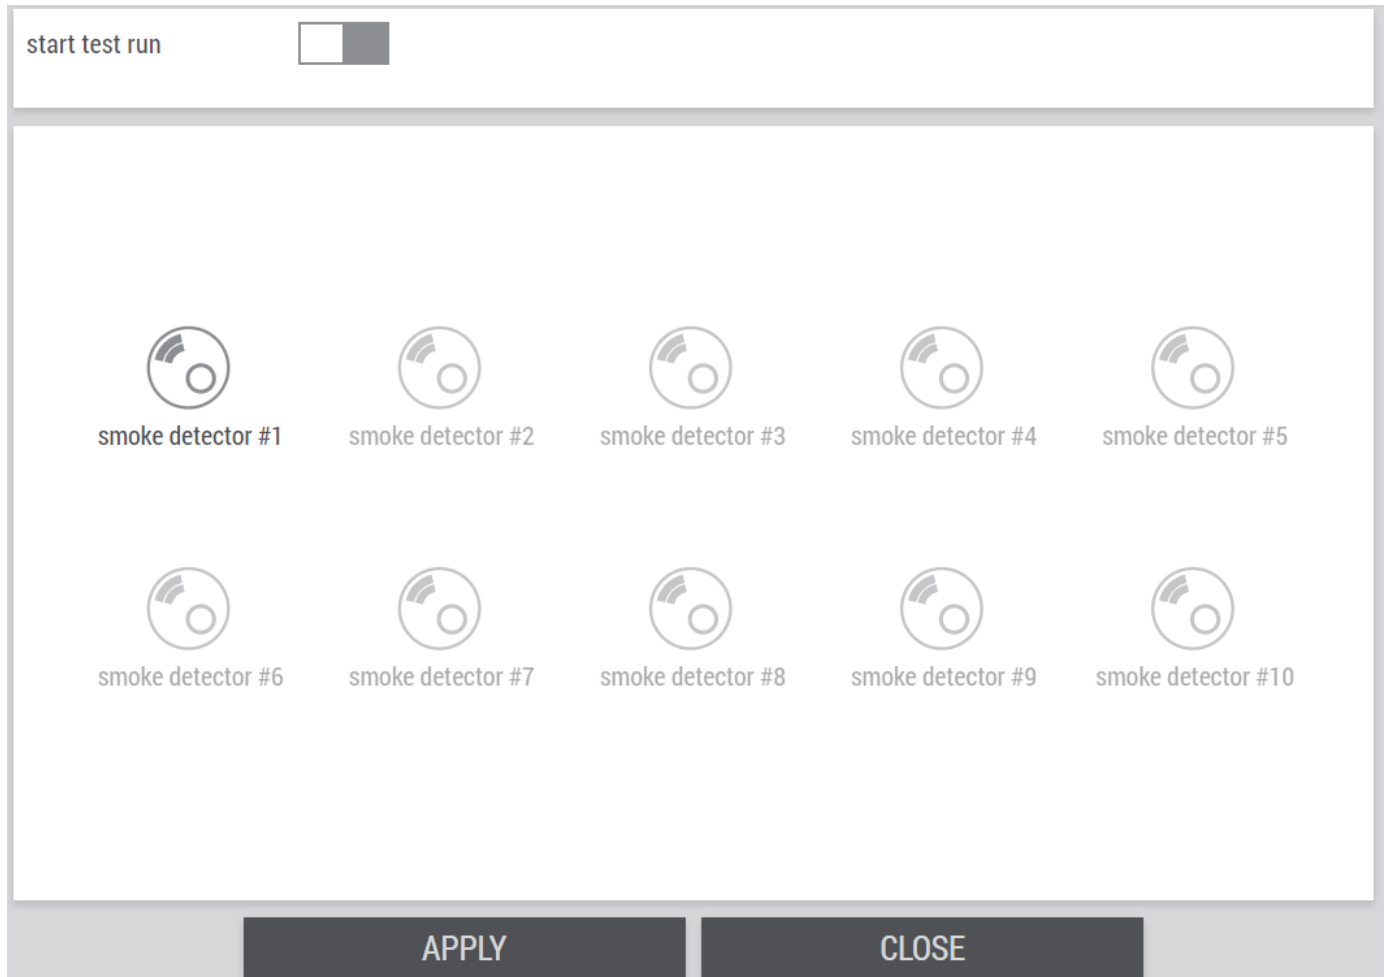 start test run
smoke detector #1
smoke detector #2
smoke detector #3
smoke detector #4
smoke detector #5
smoke detector #6
smoke detector #7
smoke detector #8
smoke detector #9
smoke detector #10
APPLY
CLOSE